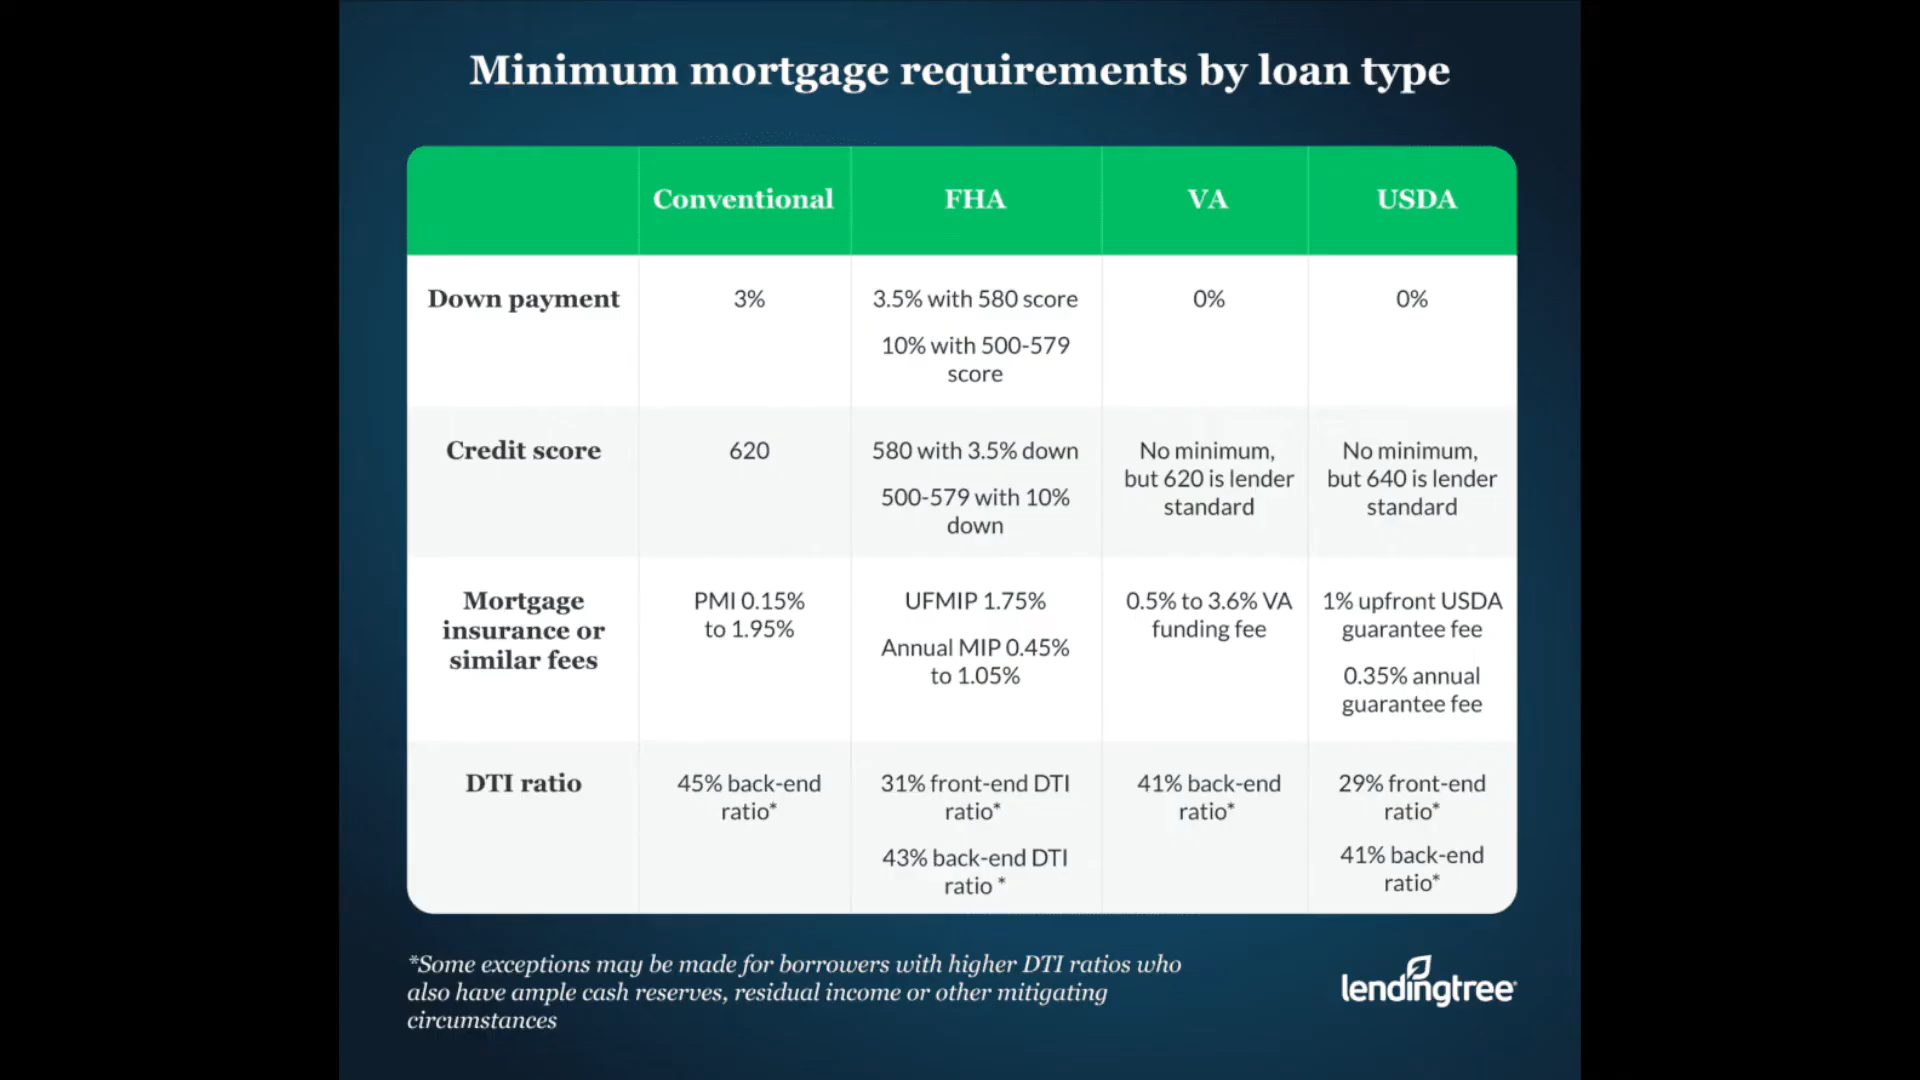 Minimum mortgage requirements by loan type
Conventional
FHA
VA
USDA
Down payment
3%
3.5% with 580 score
10% with 500-579
score
0%
0%
Credit score
620
580 with 3.5% down
500-579 with 10%
down
No minimum,
but 620 is lender
standard
No minimum,
but 640 is lender
standard
Mortgage
insurance or
similar fees
PMI 0.15%
to 1.95%
UFMIP 1.75%
Annual MIP 0.45%
to 1.05%
0.5% to 3.6% VA
funding fee
1% upfront USDA
guarantee fee
0.35% annual
guarantee fee
DTI ratio
45% back-end
ratio*
31% front-end DTI
ratio*
43% back-end DTI
ratio *
41% back-end
ratio*
29% front-end
ratio*
41% back-end
ratio*
*Some exceptions may be made for borrowers with higher DTI ratios who
also have ample cash reserves, residual income or other mitigating
circumstances
lendingtree